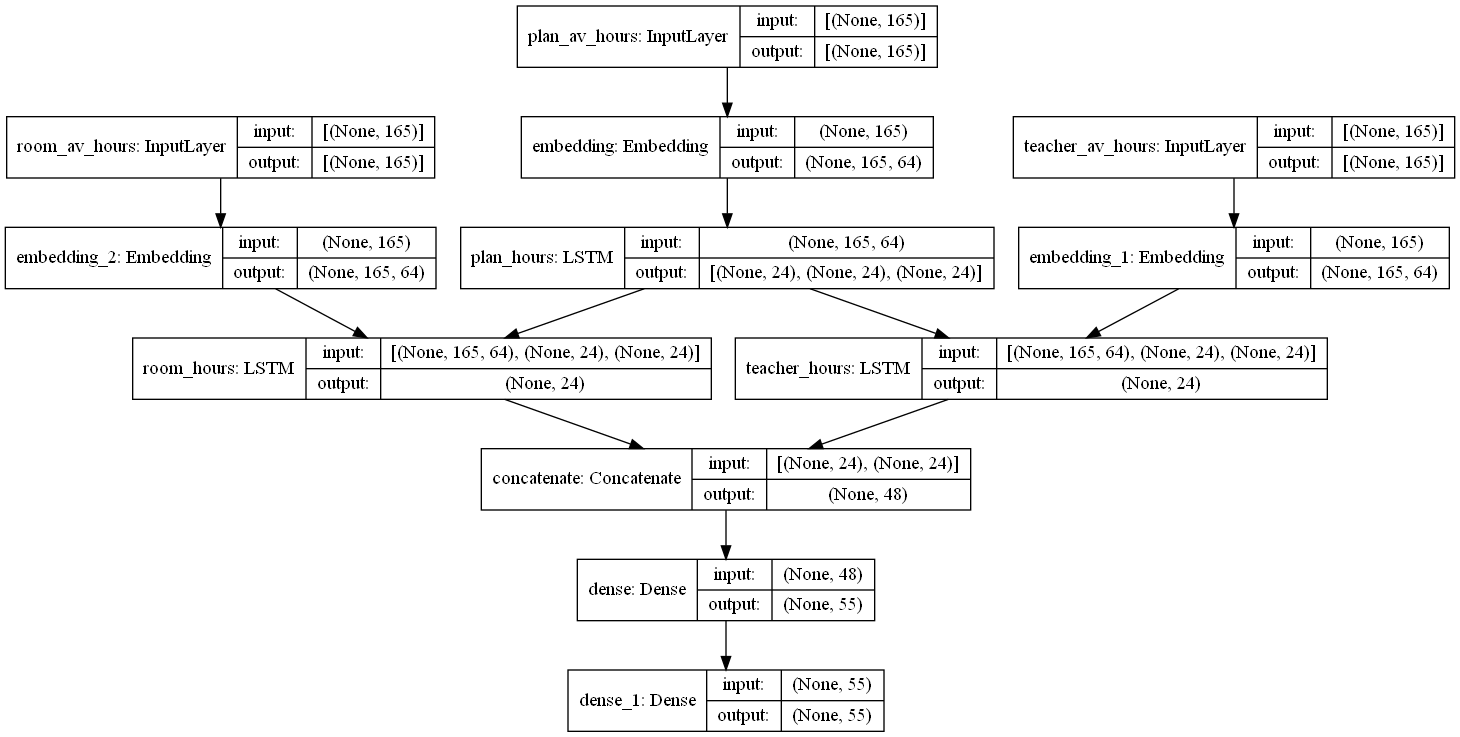 plan_av_hours: InputLayer
input: [(None, 165)]
output: [(None, 165)]
room_av_hours: InputLayer
input: [(None, 165)]
output: [(None, 165)]
embedding: Embedding
input: (None, 165)
output: (None, 165, 64)
teacher_av_hours: InputLayer
input: [(None, 165)]
output: [(None, 165)]
embedding_2: Embedding
input: (None, 165)
output: (None, 165, 64)
plan_hours: LSTM
input: (None, 165, 64)
output: [(None, 24), (None, 24), (None, 24)]
embedding_1: Embedding
input: (None, 165)
output: (None, 165, 64)
room_hours: LSTM
input: [(None, 165, 64), (None, 24), (None, 24)]
output: (None, 24)
teacher_hours: LSTM
input: [(None, 165, 64), (None, 24), (None, 24)]
output: (None, 24)
concatenate: Concatenate
input: [(None, 24), (None, 24)]
output: (None, 48)
dense: Dense
input: (None, 48)
output: (None, 55)
dense_1: Dense
input: (None, 55)
output: (None, 55)